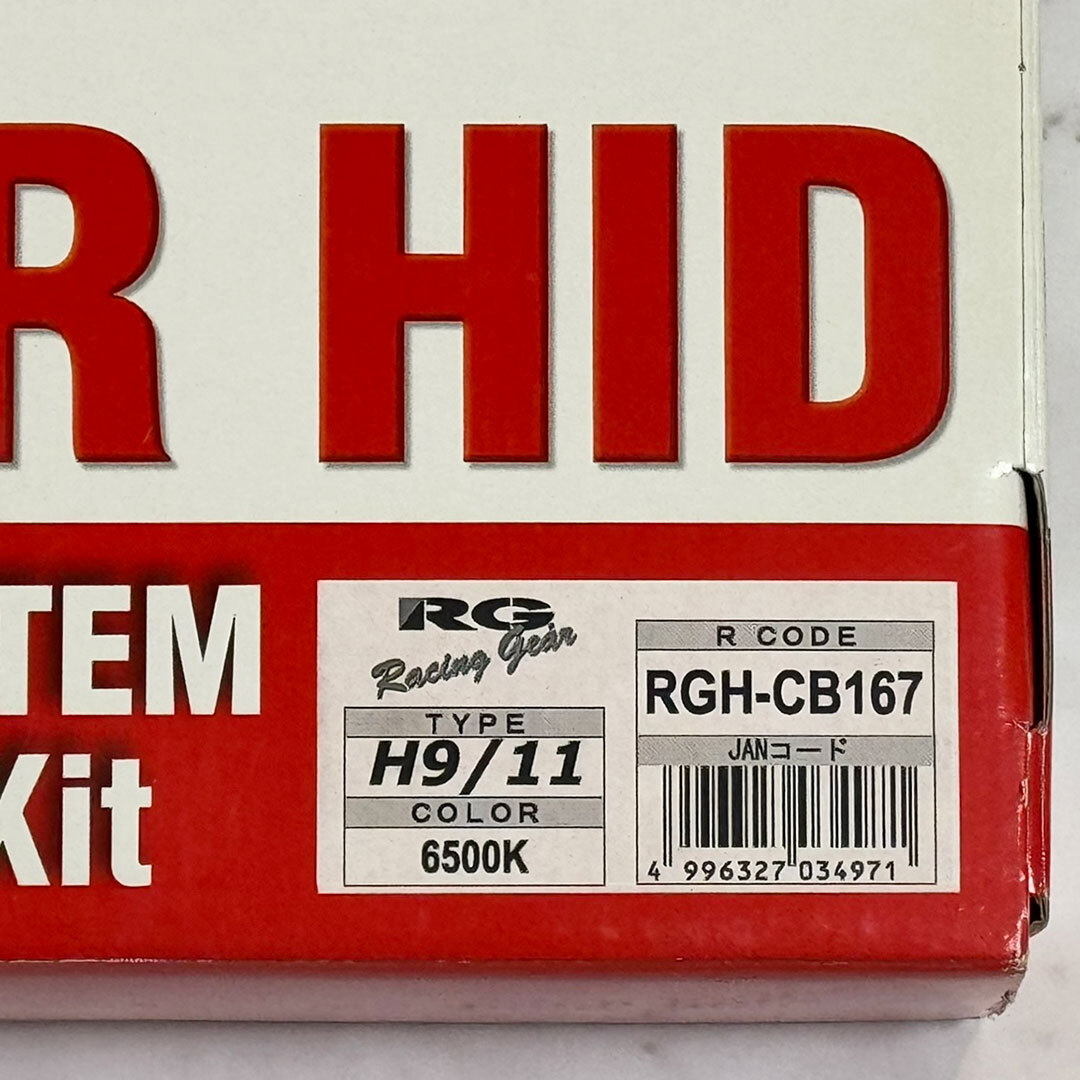 R HID
TEM
Kit
RG
Racing Gear
TYPE
H9/11
COLOR
6500K
R CODE
RGH-CB167
JANコード
4 996327 034971